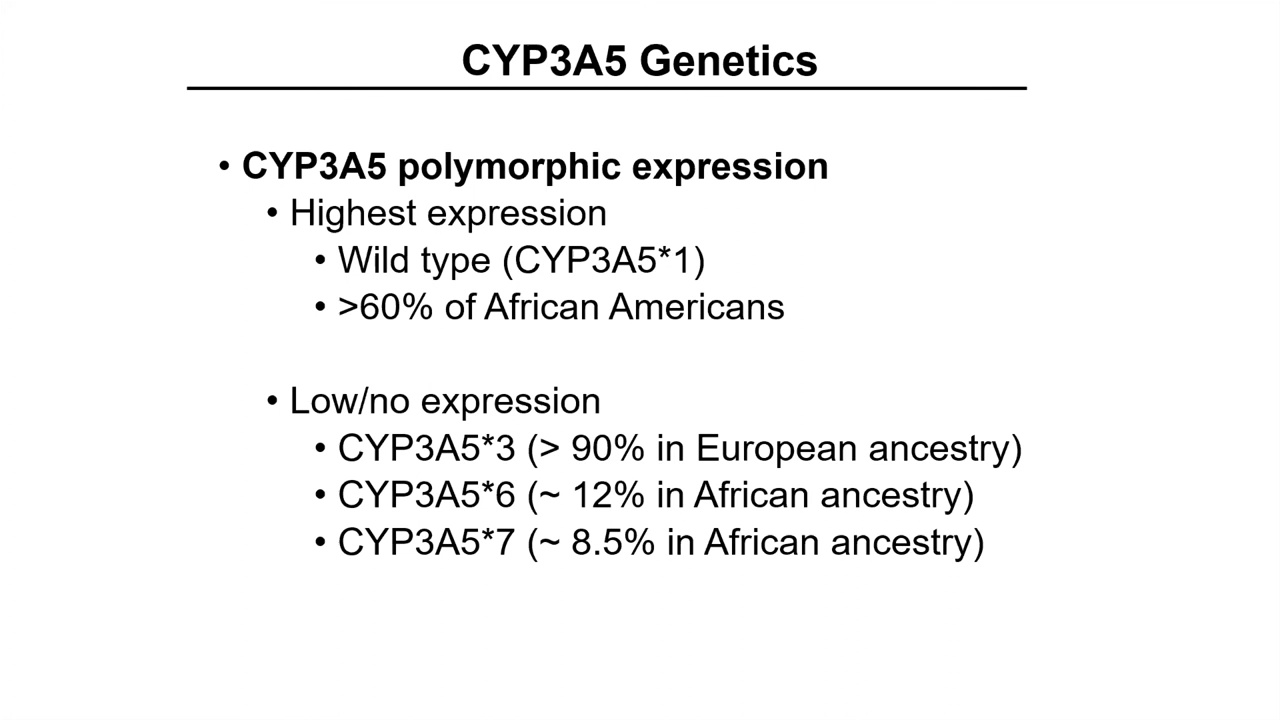 CYP3A5 Genetics
• CYP3A5 polymorphic expression
• Highest expression
• Wild type (CYP3A5*1)
• >60% of African Americans
• Low/no expression
• CYP3A5*3 (> 90% in European ancestry)
• CYP3A5*6 (~ 12% in African ancestry)
• CYP3A5*7 (~ 8.5% in African ancestry)